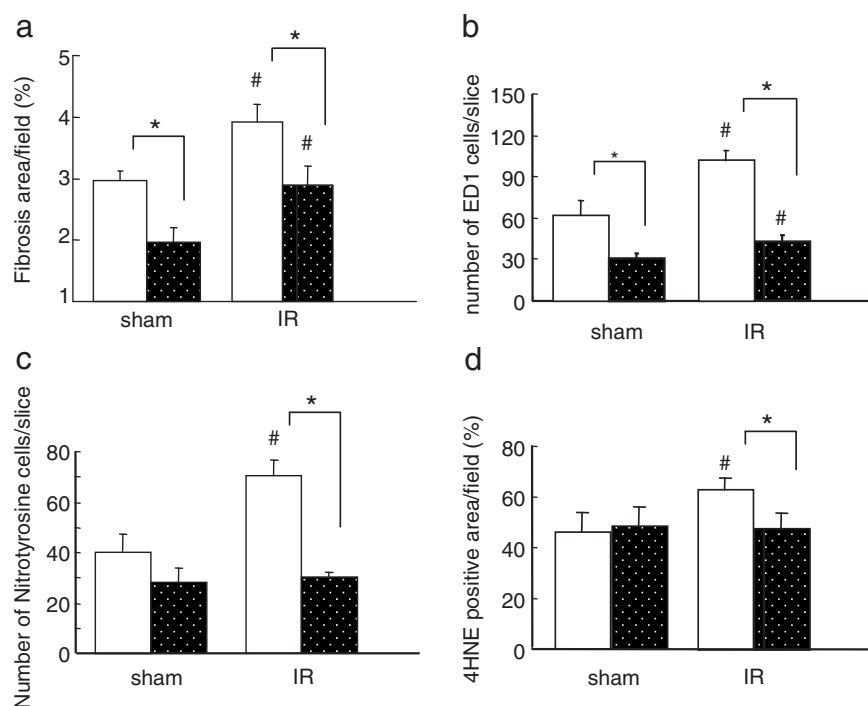 a
Fibrosis area/field (%)
5
4
3
2
1
*
#
*
#
sham IR
b
number of ED1 cells/slice
150
120
90
60
30
0
*
#
*
#
sham IR
c
Number of Nitrotyrosine cells/slice
80
60
40
20
0
#
*
sham IR
d
4HNE positive area/field (%)
80
60
40
20
0
#
*
sham IR